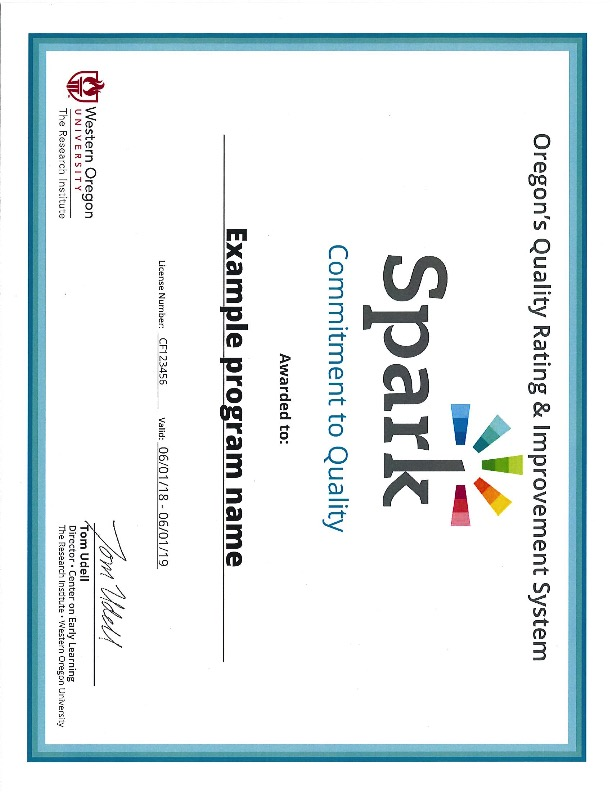 Oregon's Quality Rating & Improvement System
Spark
Commitment to Quality
Awarded to:
Example program name
License Number: CF123456 Valid: 06/01/18 - 06/01/19
Western Oregon
UNIVERSITY
The Research Institute
Tom Udell
Tom Udell
Director • Center on Early Learning
The Research Institute • Western Oregon University